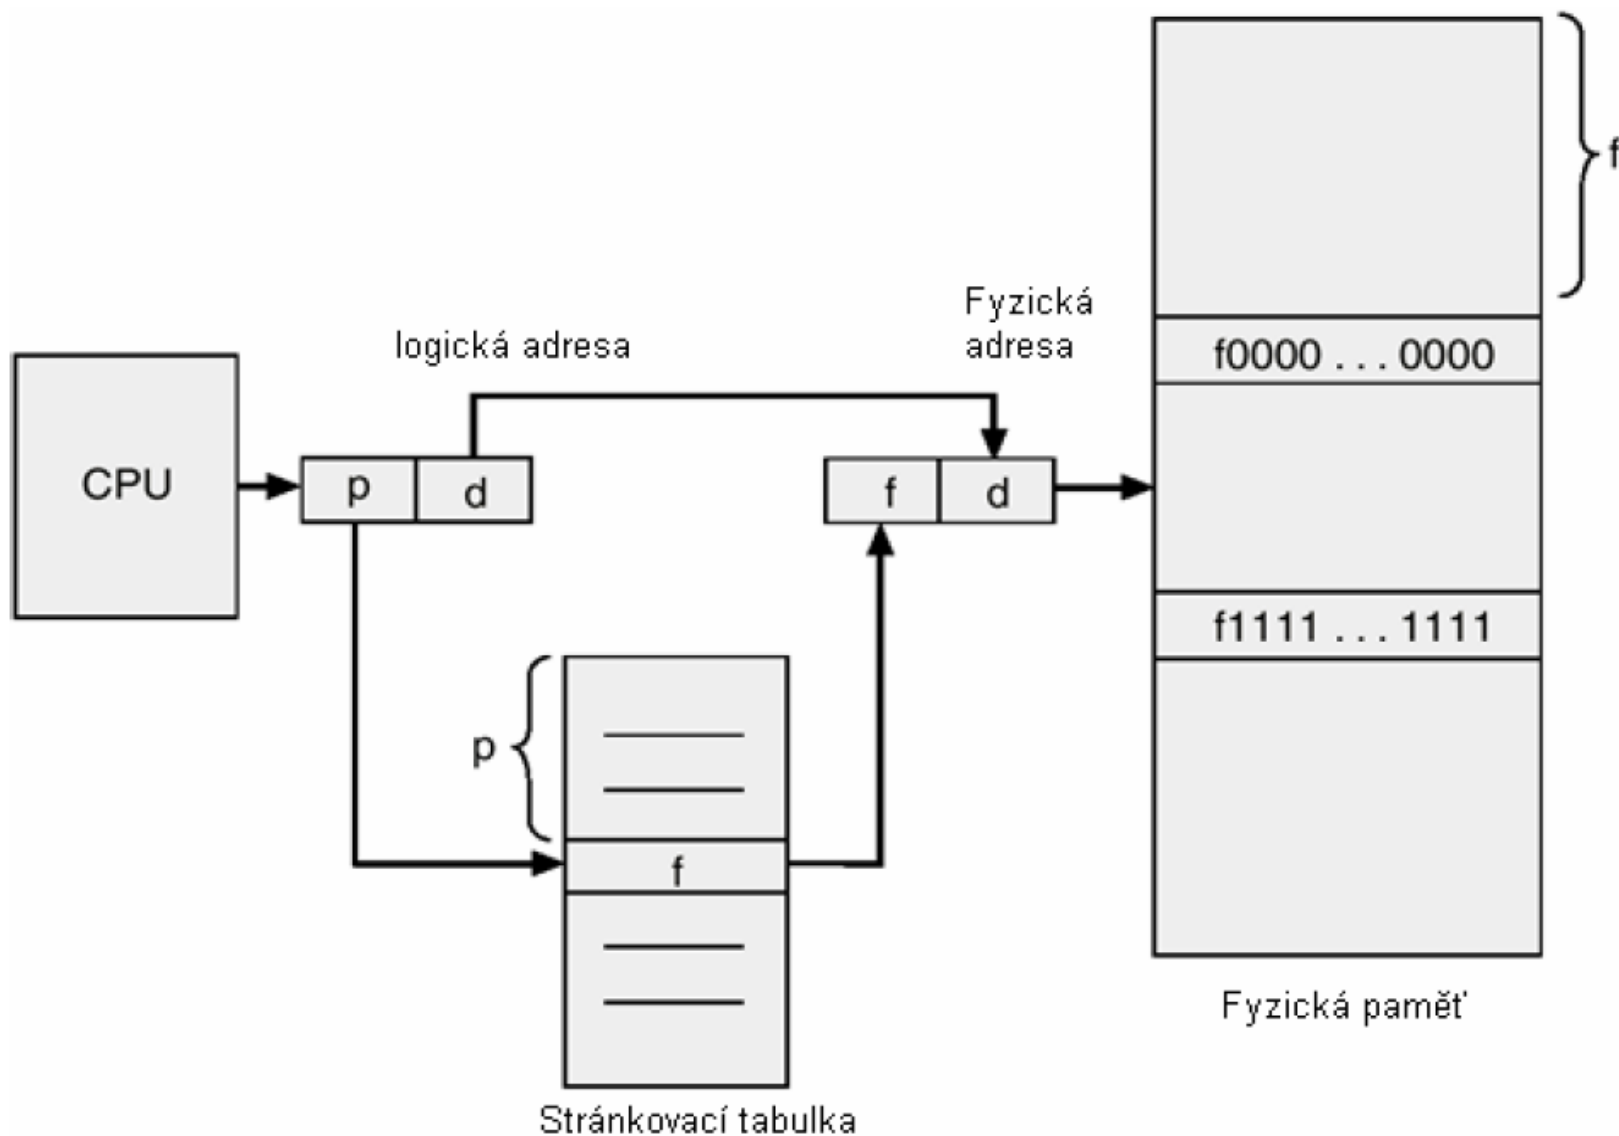 f
Fyzická
adresa
logická adresa
f0000 . . . 0000
CPU
p
d
f
d
f1111 . . . 1111
p
f
Fyzická paměť
Stránkovací tabulka